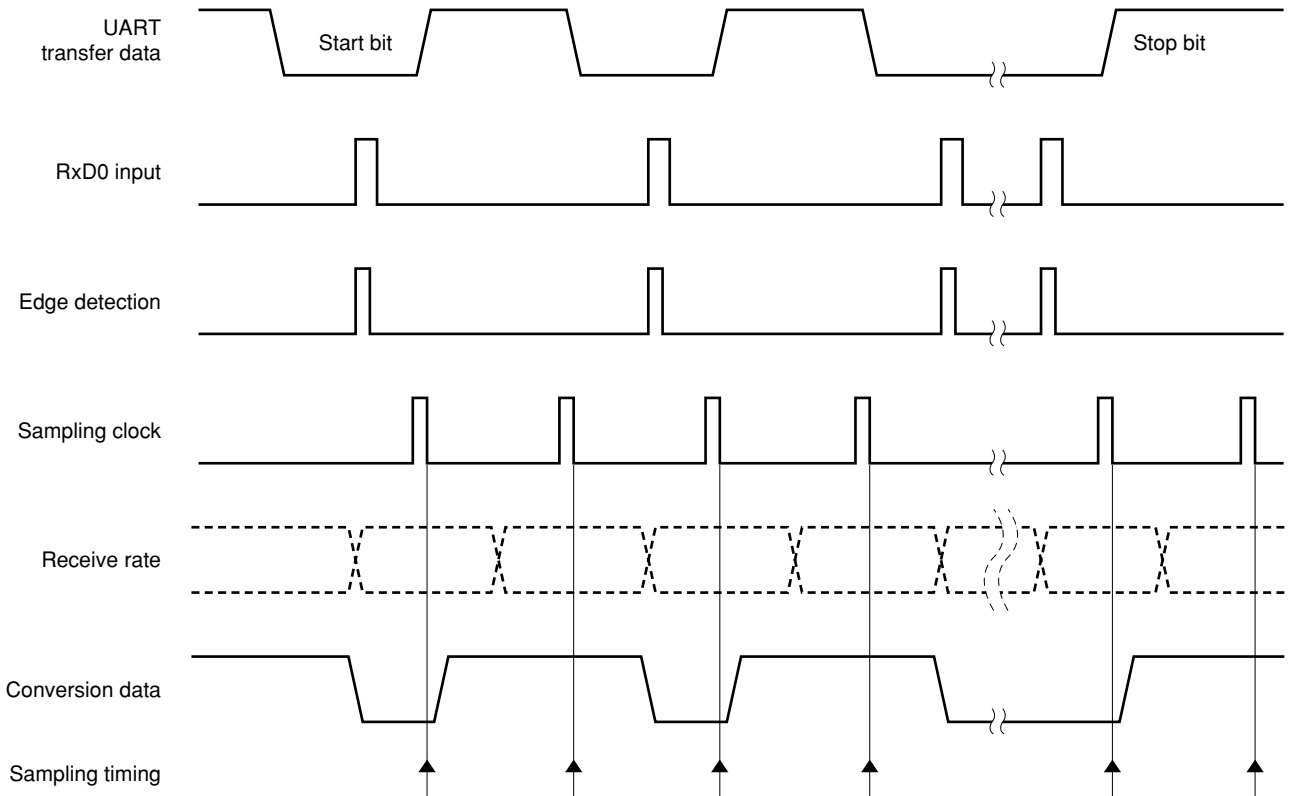 UART
transfer data
Start bit
Stop bit
RxD0 input
Edge detection
Sampling clock
Receive rate
Conversion data
Sampling timing